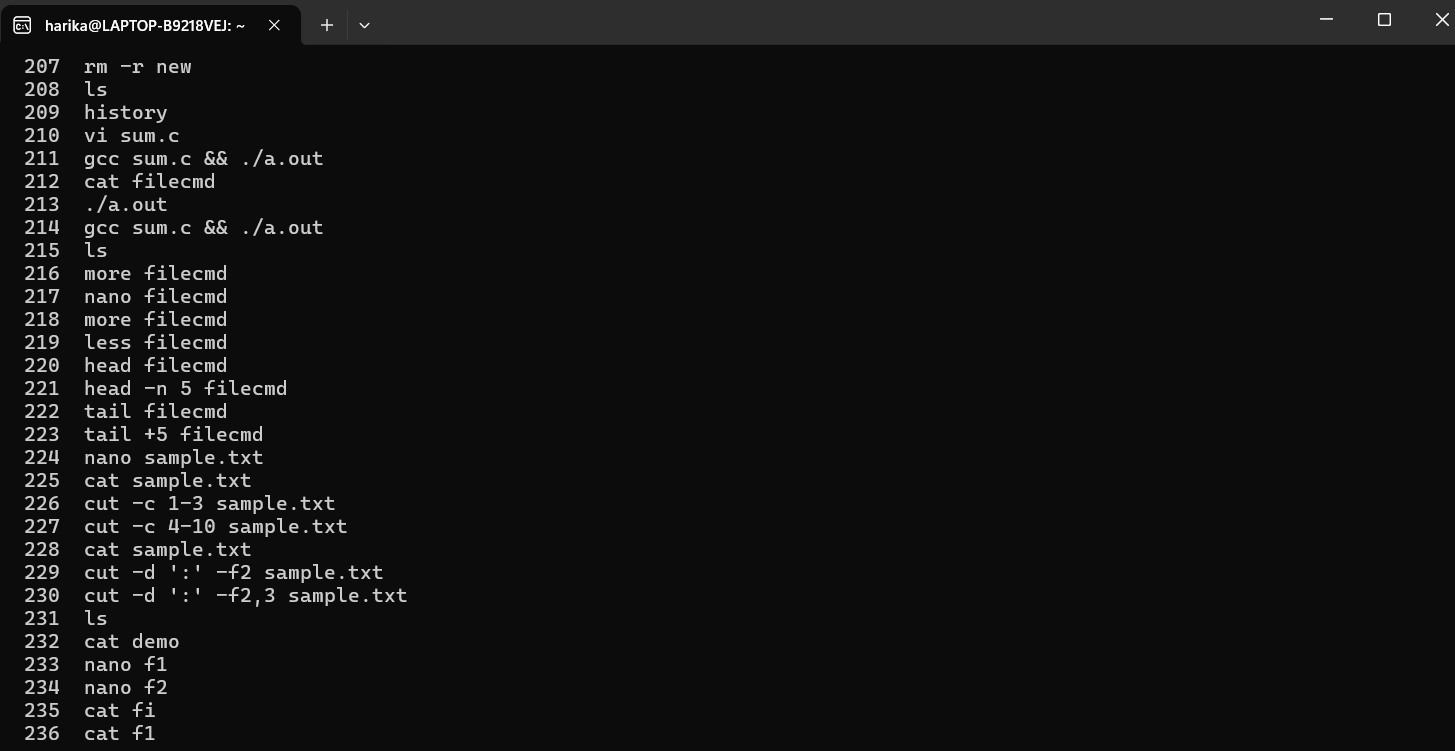 harika@LAPTOP-B9218VEJ: ~
207 rm -r new
208 ls
209 history
210 vi sum.c
211 gcc sum.c && ./a.out
212 cat filecmd
213 ./a.out
214 gcc sum.c && ./a.out
215 ls
216 more filecmd
217 nano filecmd
218 more filecmd
219 less filecmd
220 head filecmd
221 head -n 5 filecmd
222 tail filecmd
223 tail +5 filecmd
224 nano sample.txt
225 cat sample.txt
226 cut -c 1-3 sample.txt
227 cut -c 4-10 sample.txt
228 cat sample.txt
229 cut -d ':' -f2 sample.txt
230 cut -d ':' -f2,3 sample.txt
231 ls
232 cat demo
233 nano f1
234 nano f2
235 cat fi
236 cat f1